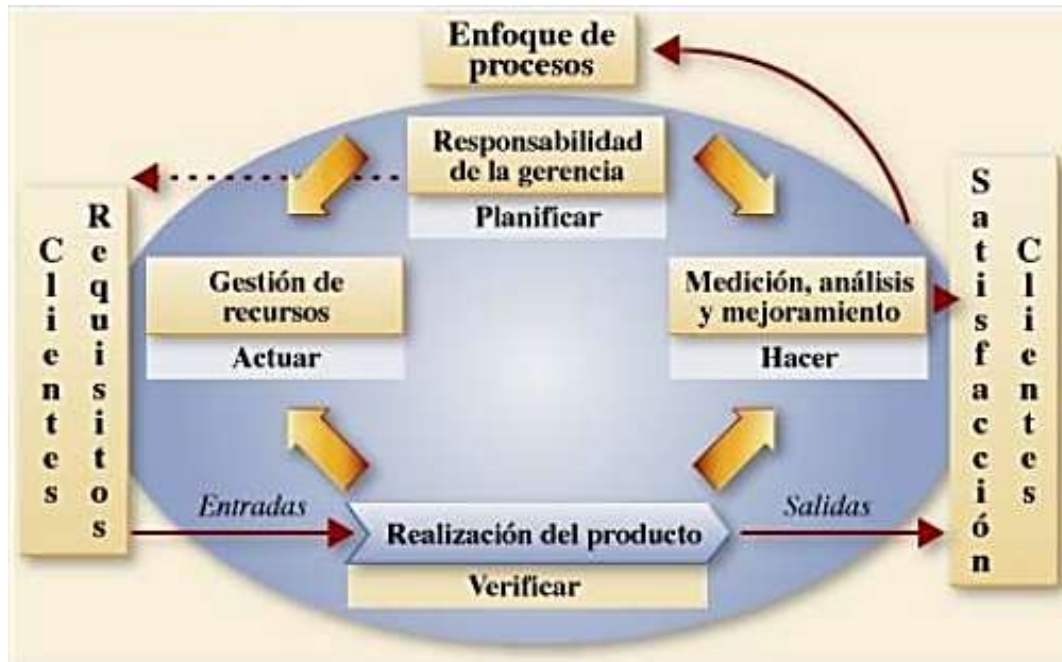 Enfoque de
procesos
Responsabilidad
de la gerencia
Planificar
Clientes
Requisitos
Gestión de
recursos
Actuar
Medición, análisis
y mejoramiento
Hacer
Satisfacción
Clientes
Entradas
Realización del producto
Salidas
Verificar